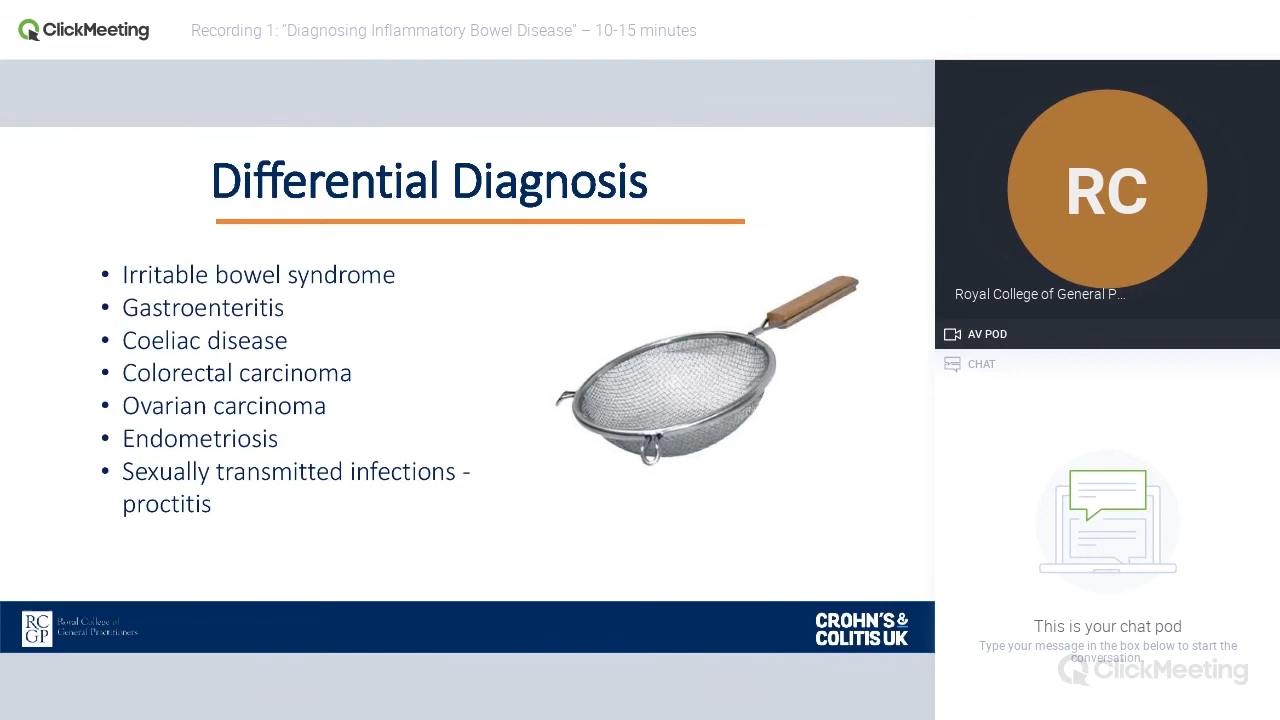 ClickMeeting
Recording 1: "Diagnosing Inflammatory Bowel Disease" – 10-15 minutes
Differential Diagnosis
• Irritable bowel syndrome
• Gastroenteritis
• Coeliac disease
• Colorectal carcinoma
• Ovarian carcinoma
• Endometriosis
• Sexually transmitted infections -
proctitis
RC
GP
Royal College of
General Practitioners
CROHN'S &
COLITIS UK
RC
Royal College of General P...
AV POD
CHAT
This is your chat pod
Type your message in the box below to start the
conversation.
ClickMeeting